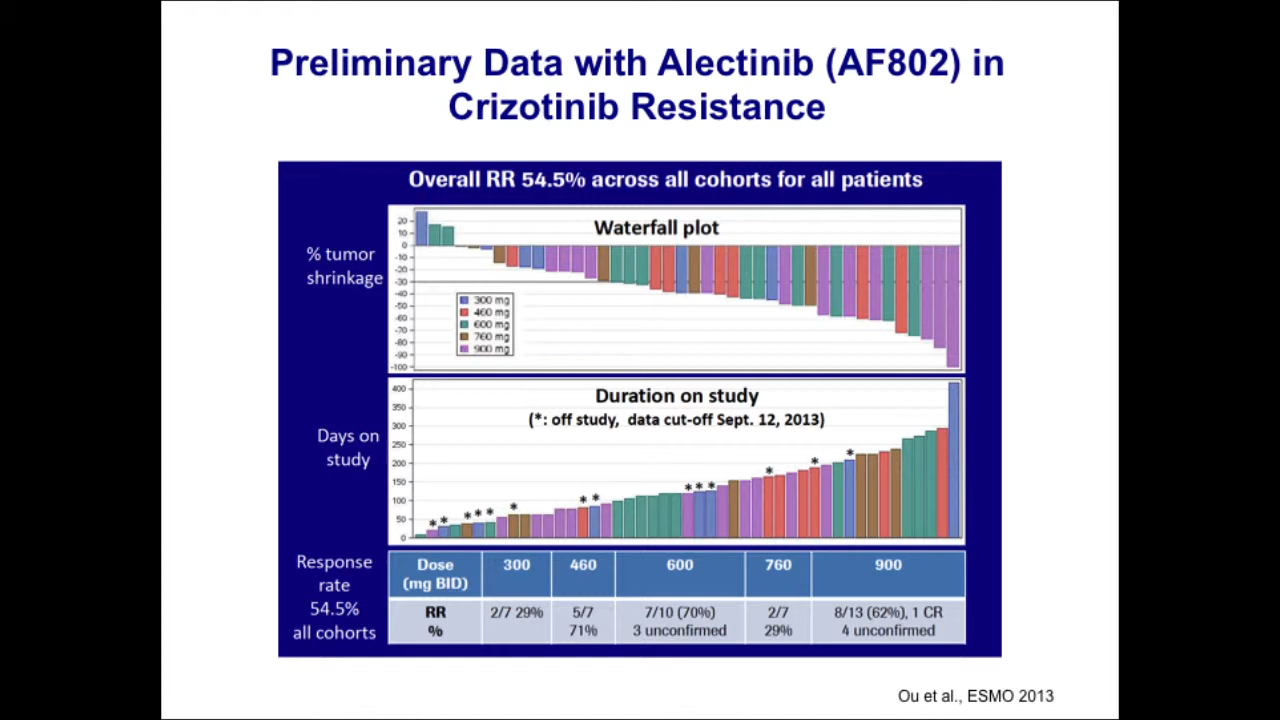 Preliminary Data with Alectinib (AF802) in
Crizotinib Resistance
Overall RR 54.5% across all cohorts for all patients
% tumor
shrinkage
Waterfall plot
20
10
0
-10
-20
-30
-40
-50
-60
-70
-80
-90
-100
300 mg
460 mg
600 mg
760 mg
900 mg
Days on
study
Duration on study
(*: off study, data cut-off Sept. 12, 2013)
400
350
300
250
200
150
100
50
0
* * * * * * * * * * * * * *
Response
rate
54.5%
all cohorts
Dose
(mg BID)
300
460
600
760
900
RR
%
2/7 29%
5/7
71%
7/10 (70%)
3 unconfirmed
2/7
29%
8/13 (62%), 1 CR
4 unconfirmed
Ou et al., ESMO 2013